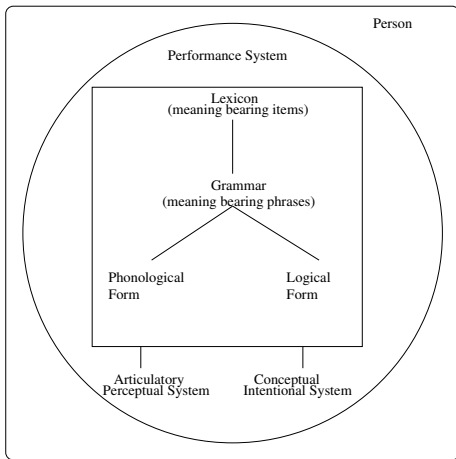 Person
Performance System
Lexicon
(meaning bearing items)
Grammar
(meaning bearing phrases)
Phonological
Form
Logical
Form
Articulatory
Perceptual System
Conceptual
Intentional System